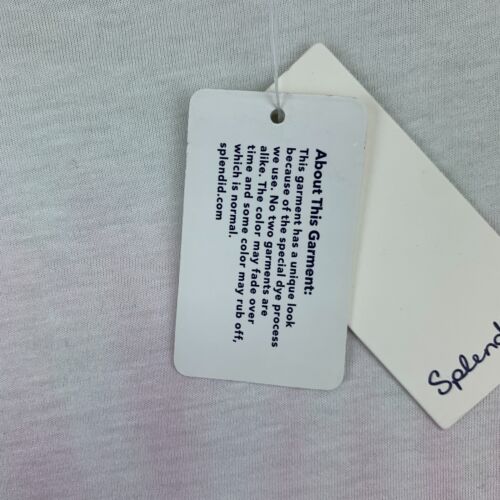 About This Garment:
This garment has a unique look
because of the special dye process
we use. No two garments are
alike. The color may fade over
time and some color may rub off,
which is normal.
splendid.com
Splend